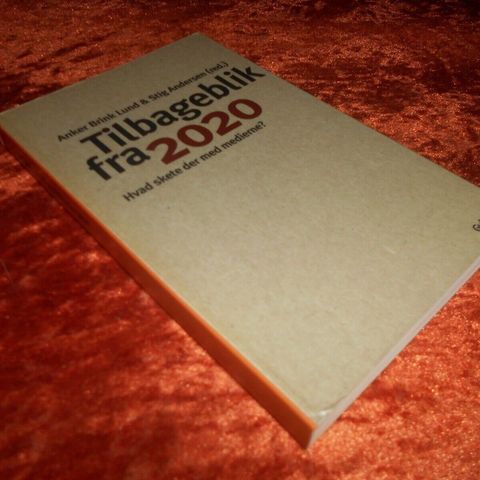 Anker Brink Lund & Stig Andersen (red.)
Tilbageblik
fra 2020
Hvad skete der med medierne?